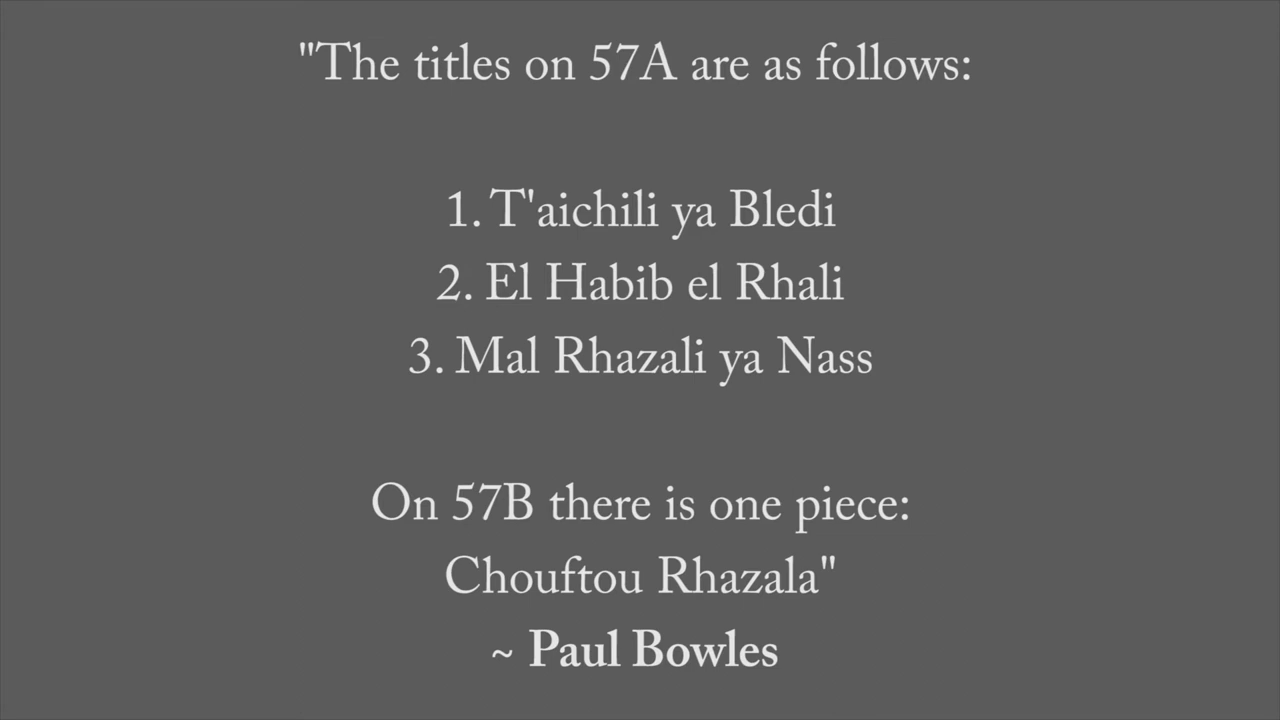 "The titles on 57A are as follows:
1. T'aichili ya Bledi
2. El Habib el Rhali
3. Mal Rhazali ya Nass
On 57B there is one piece:
Chouftou Rhazala"
~ Paul Bowles